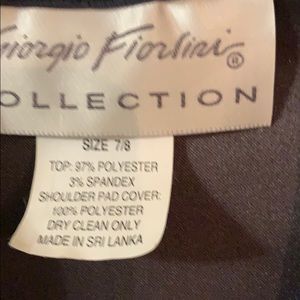 Giorgio Fiorlini ®
COLLECTION
SIZE 7/8
TOP: 97% POLYESTER
3% SPANDEX
SHOULDER PAD COVER:
100% POLYESTER
DRY CLEAN ONLY
MADE IN SRI LANKA